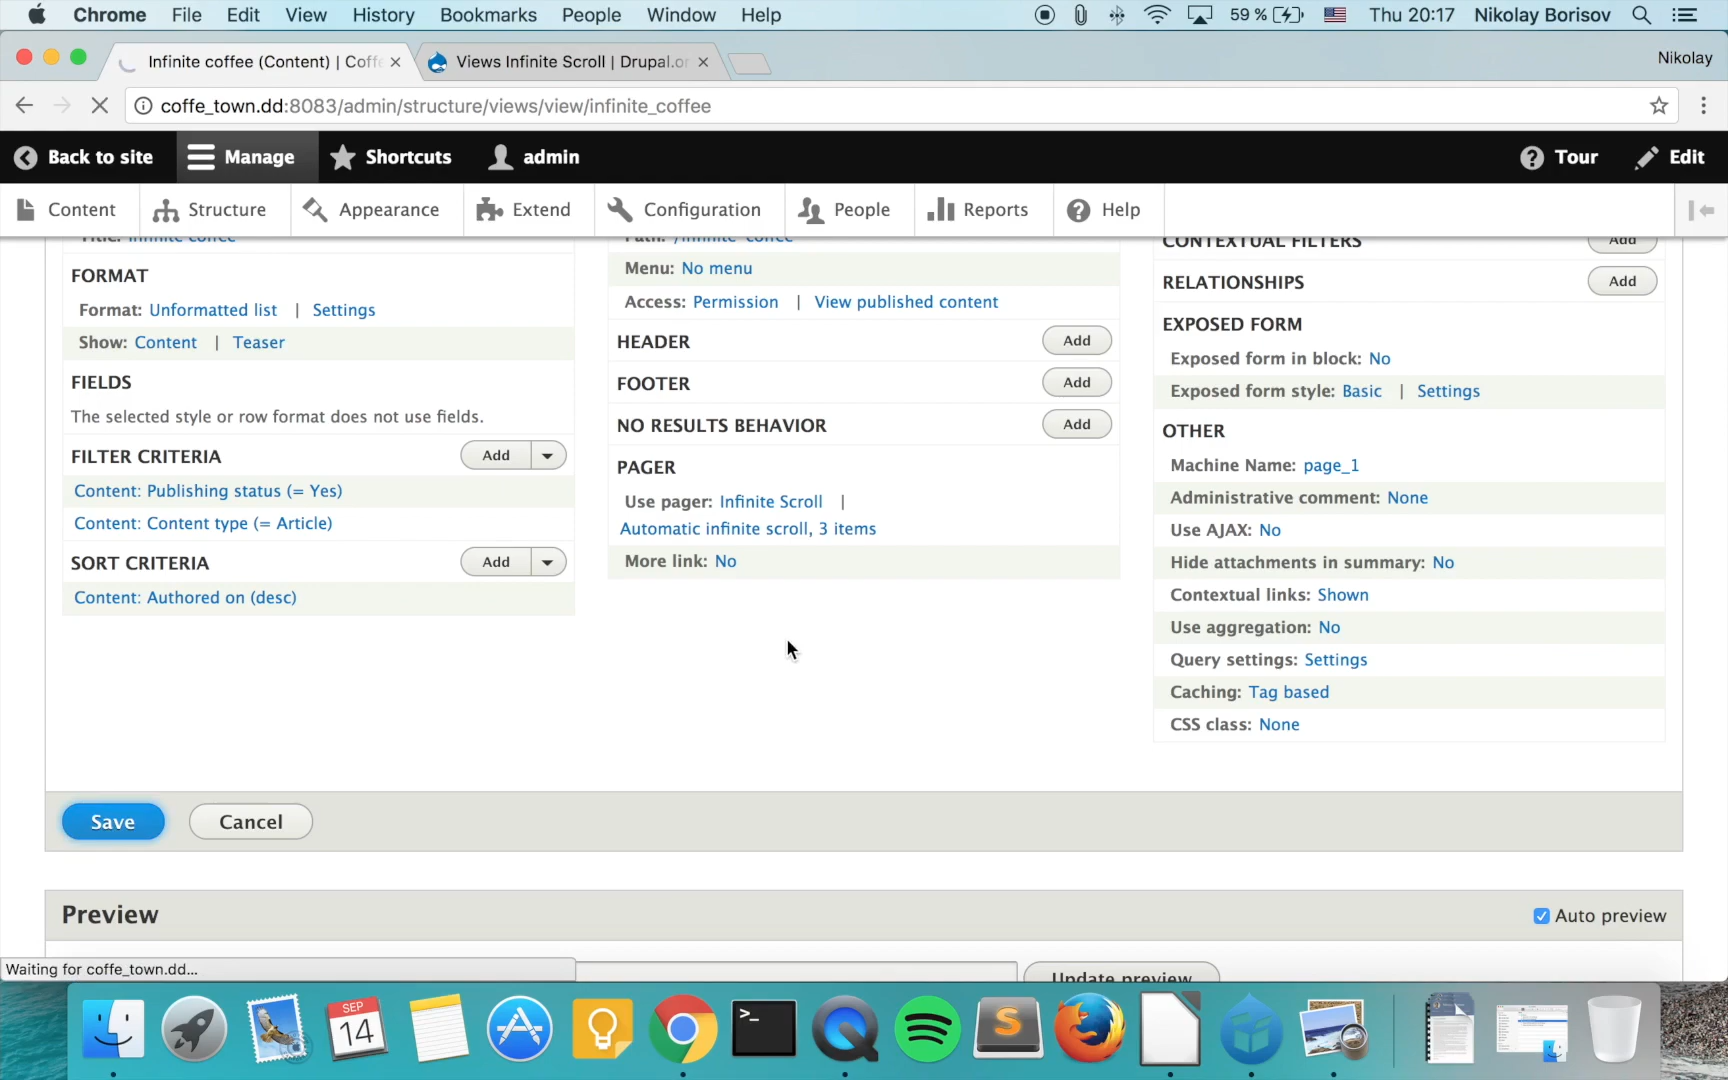 Chrome File Edit View History Bookmarks People Window Help 59 % Thu 20:17 Nikolay Borisov
Infinite coffee (Content) | Coff Views Infinite Scroll | Drupal.or Nikolay
coffe_town.dd:8083/admin/structure/views/view/infinite_coffee
Back to site Manage Shortcuts admin Tour Edit
Content Structure Appearance Extend Configuration People Reports Help
Title: Infinite coffee
Path: /infinite_coffee
CONTEXTUAL FILTERS Add
FORMAT
Format: Unformatted list | Settings
Show: Content | Teaser
FIELDS
The selected style or row format does not use fields.
FILTER CRITERIA Add
Content: Publishing status (= Yes)
Content: Content type (= Article)
SORT CRITERIA Add
Content: Authored on (desc)
Menu: No menu
Access: Permission | View published content
HEADER Add
FOOTER Add
NO RESULTS BEHAVIOR Add
PAGER
Use pager: Infinite Scroll |
Automatic infinite scroll, 3 items
More link: No
RELATIONSHIPS Add
EXPOSED FORM
Exposed form in block: No
Exposed form style: Basic | Settings
OTHER
Machine Name: page_1
Administrative comment: None
Use AJAX: No
Hide attachments in summary: No
Contextual links: Shown
Use aggregation: No
Query settings: Settings
Caching: Tag based
CSS class: None
Save Cancel
Preview Auto preview
Waiting for coffe_town.dd...
Update preview
SEP
14